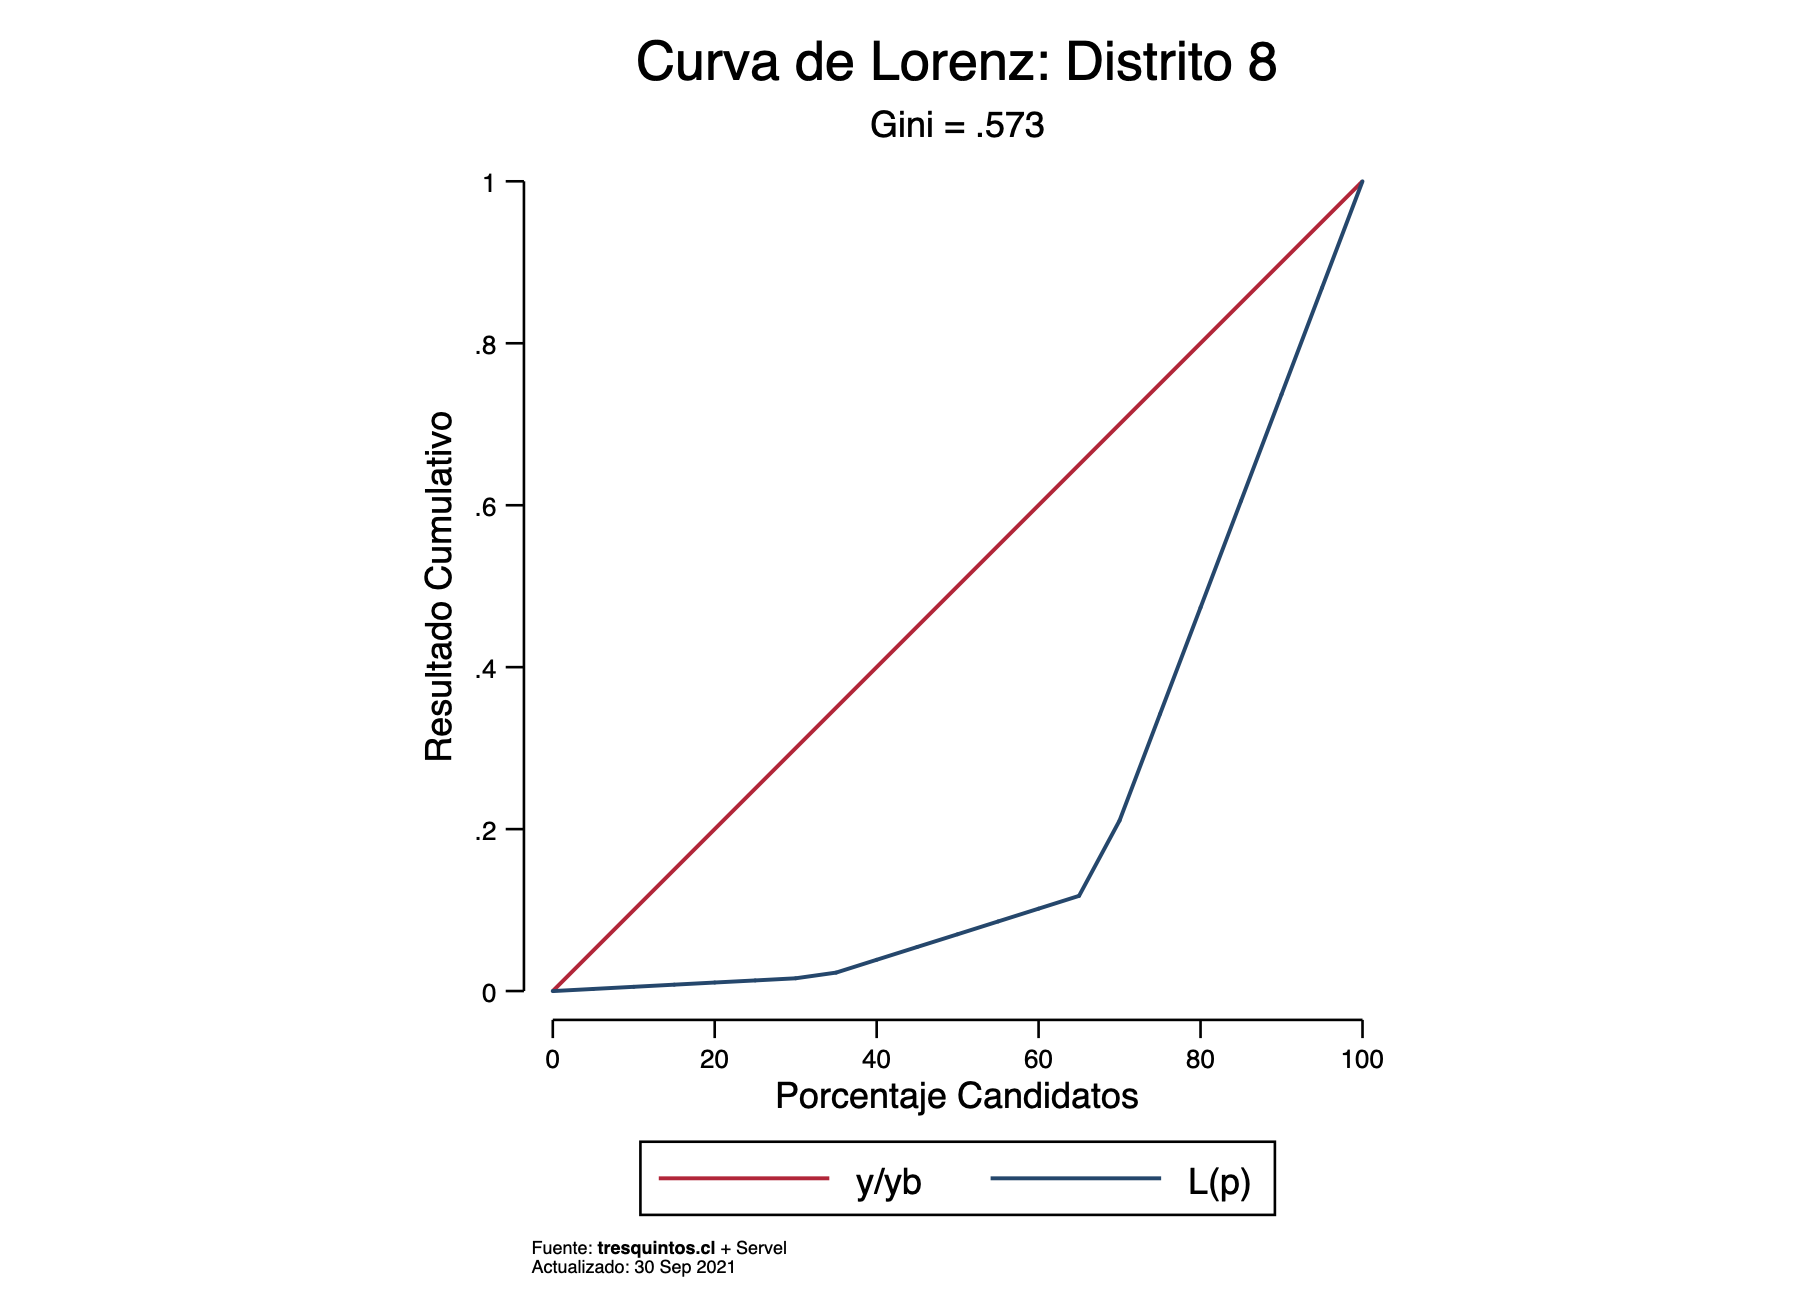 Curva de Lorenz: Distrito 8
Gini = .573
1
.8
.6
.4
.2
0
Resultado Cumulativo
0 20 40 60 80 100
Porcentaje Candidatos
y/yb L(p)
Fuente: tresquintos.cl + Servel
Actualizado: 30 Sep 2021